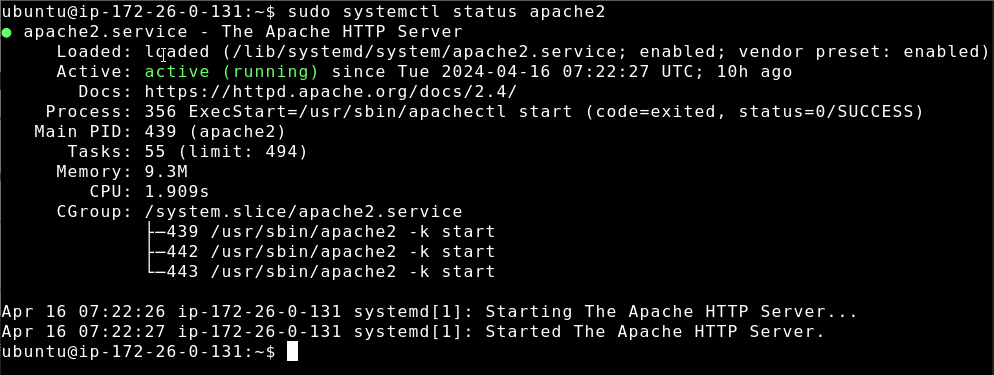 ubuntu@ip-172-26-0-131:~$ sudo systemctl status apache2
● apache2.service - The Apache HTTP Server
     Loaded: loaded (/lib/systemd/system/apache2.service; enabled; vendor preset: enabled)
     Active: active (running) since Tue 2024-04-16 07:22:27 UTC; 10h ago
       Docs: https://httpd.apache.org/docs/2.4/
    Process: 356 ExecStart=/usr/sbin/apachectl start (code=exited, status=0/SUCCESS)
   Main PID: 439 (apache2)
      Tasks: 55 (limit: 494)
     Memory: 9.3M
        CPU: 1.909s
     CGroup: /system.slice/apache2.service
             ├─439 /usr/sbin/apache2 -k start
             ├─442 /usr/sbin/apache2 -k start
             └─443 /usr/sbin/apache2 -k start

Apr 16 07:22:26 ip-172-26-0-131 systemd[1]: Starting The Apache HTTP Server...
Apr 16 07:22:27 ip-172-26-0-131 systemd[1]: Started The Apache HTTP Server.
ubuntu@ip-172-26-0-131:~$